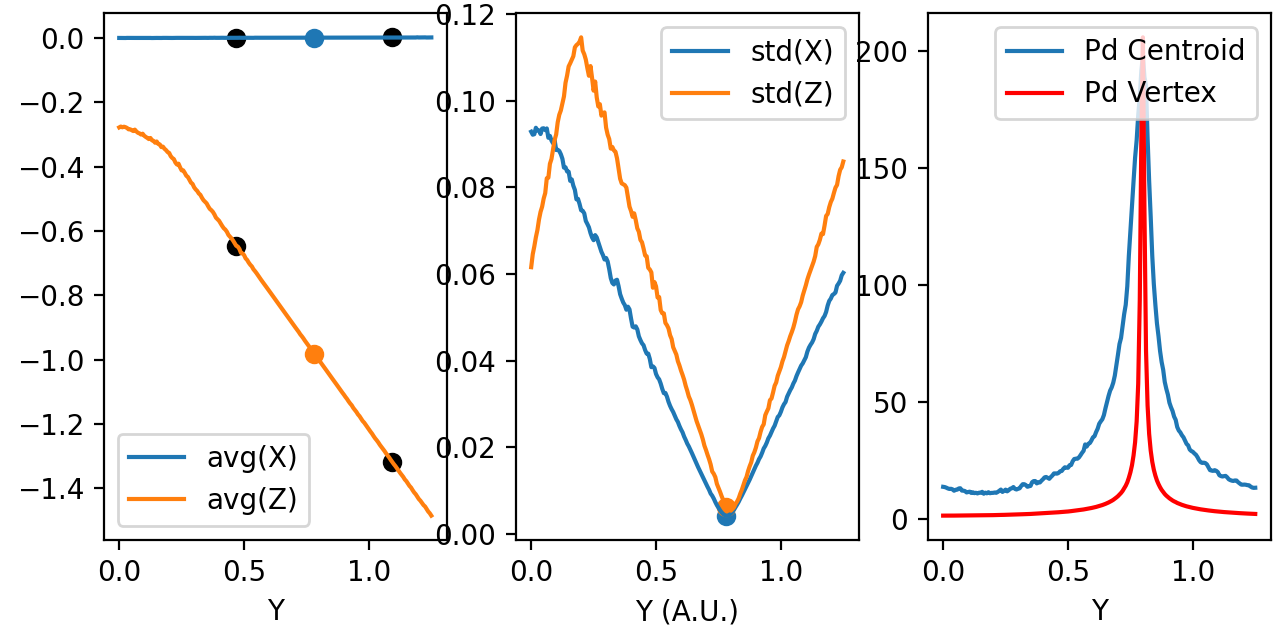 0.0
−0.2
−0.4
−0.6
−0.8
−1.0
−1.2
−1.4
avg(X)
avg(Z)
0.0 0.5 1.0
Y
0.12
0.10
0.08
0.06
0.04
0.02
0.00
std(X)
std(Z)
0.0 0.5 1.0
Y (A.U.)
200
150
100
50
0
Pd Centroid
Pd Vertex
0.0 0.5 1.0
Y